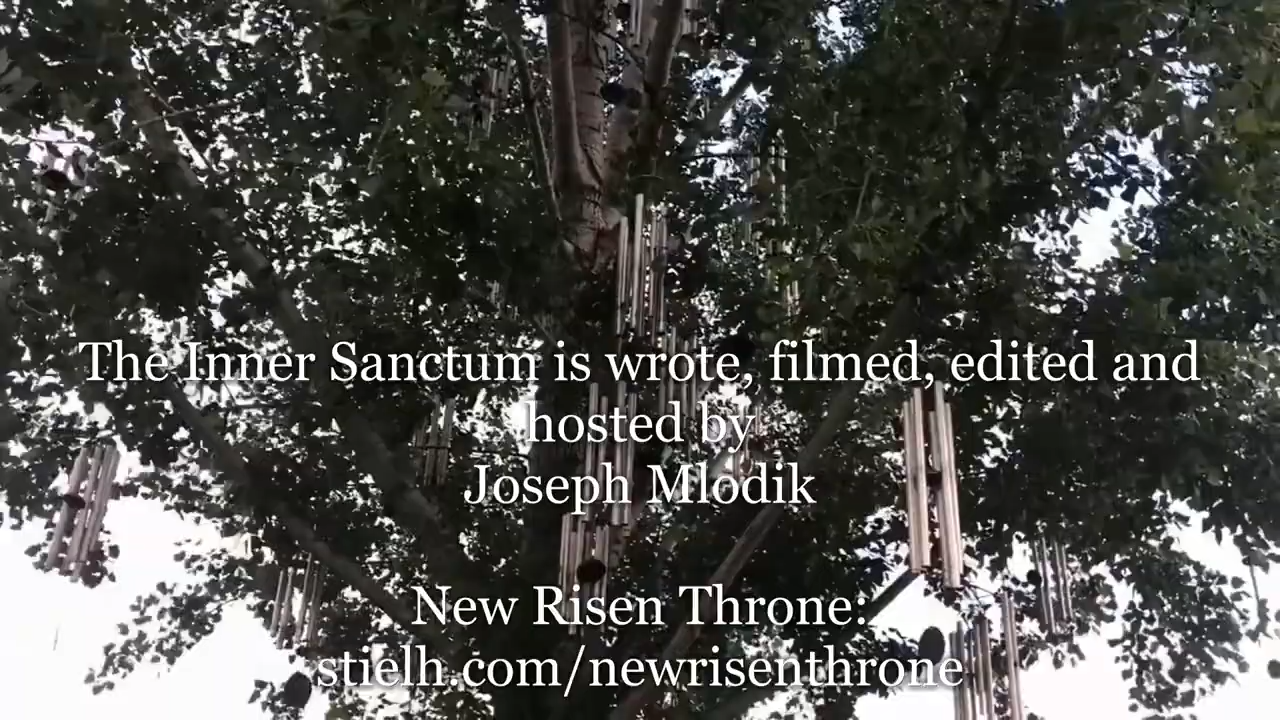 The Inner Sanctum is wrote, filmed, edited and
hosted by
Joseph Mlodik
New Risen Throne:
stielh.com/newrisenthrone